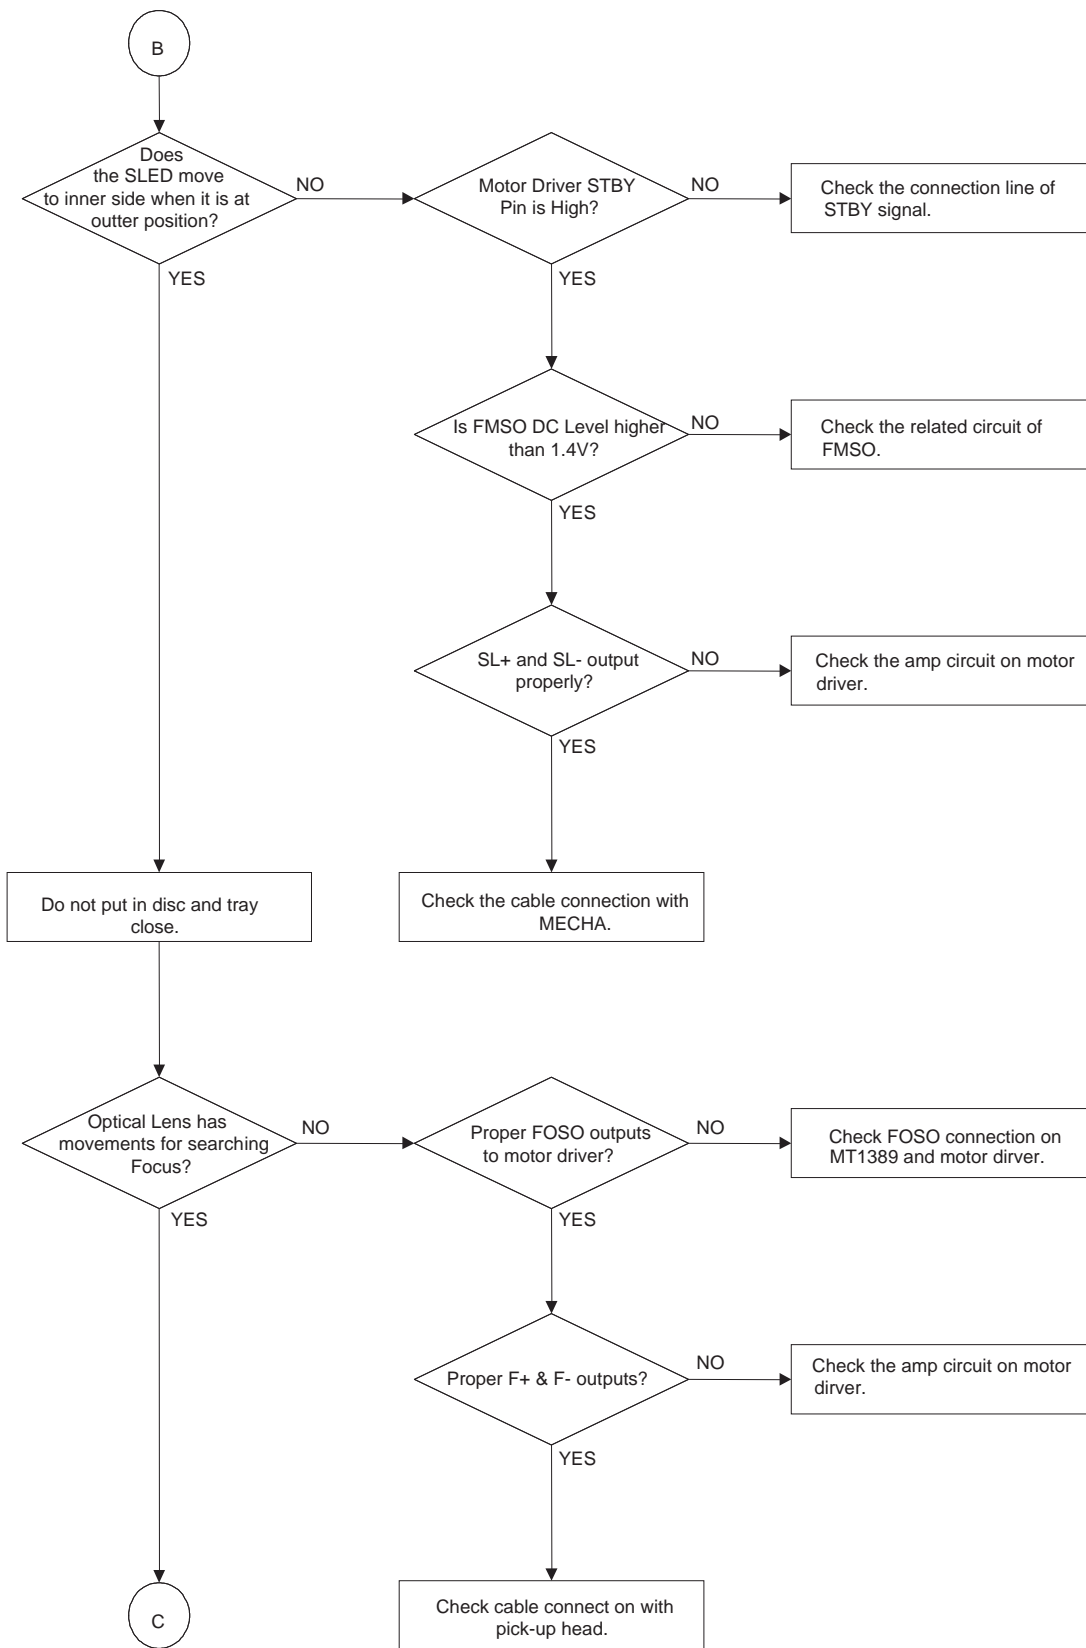 B
Does
the SLED move
to inner side when it is at
outter position?
NO
Motor Driver STBY
Pin is High?
NO
Check the connection line of
STBY signal.
YES
YES
Is FMSO DC Level higher
than 1.4V?
NO
Check the related circuit of
FMSO.
YES
SL+ and SL- output
properly?
NO
Check the amp circuit on motor
driver.
YES
Do not put in disc and tray
close.
Check the cable connection with
MECHA.
Optical Lens has
movements for searching
Focus?
NO
Proper FOSO outputs
to motor driver?
NO
Check FOSO connection on
MT1389 and motor dirver.
YES
YES
Proper F+ & F- outputs?
NO
Check the amp circuit on motor
dirver.
YES
C
Check cable connect on with
pick-up head.